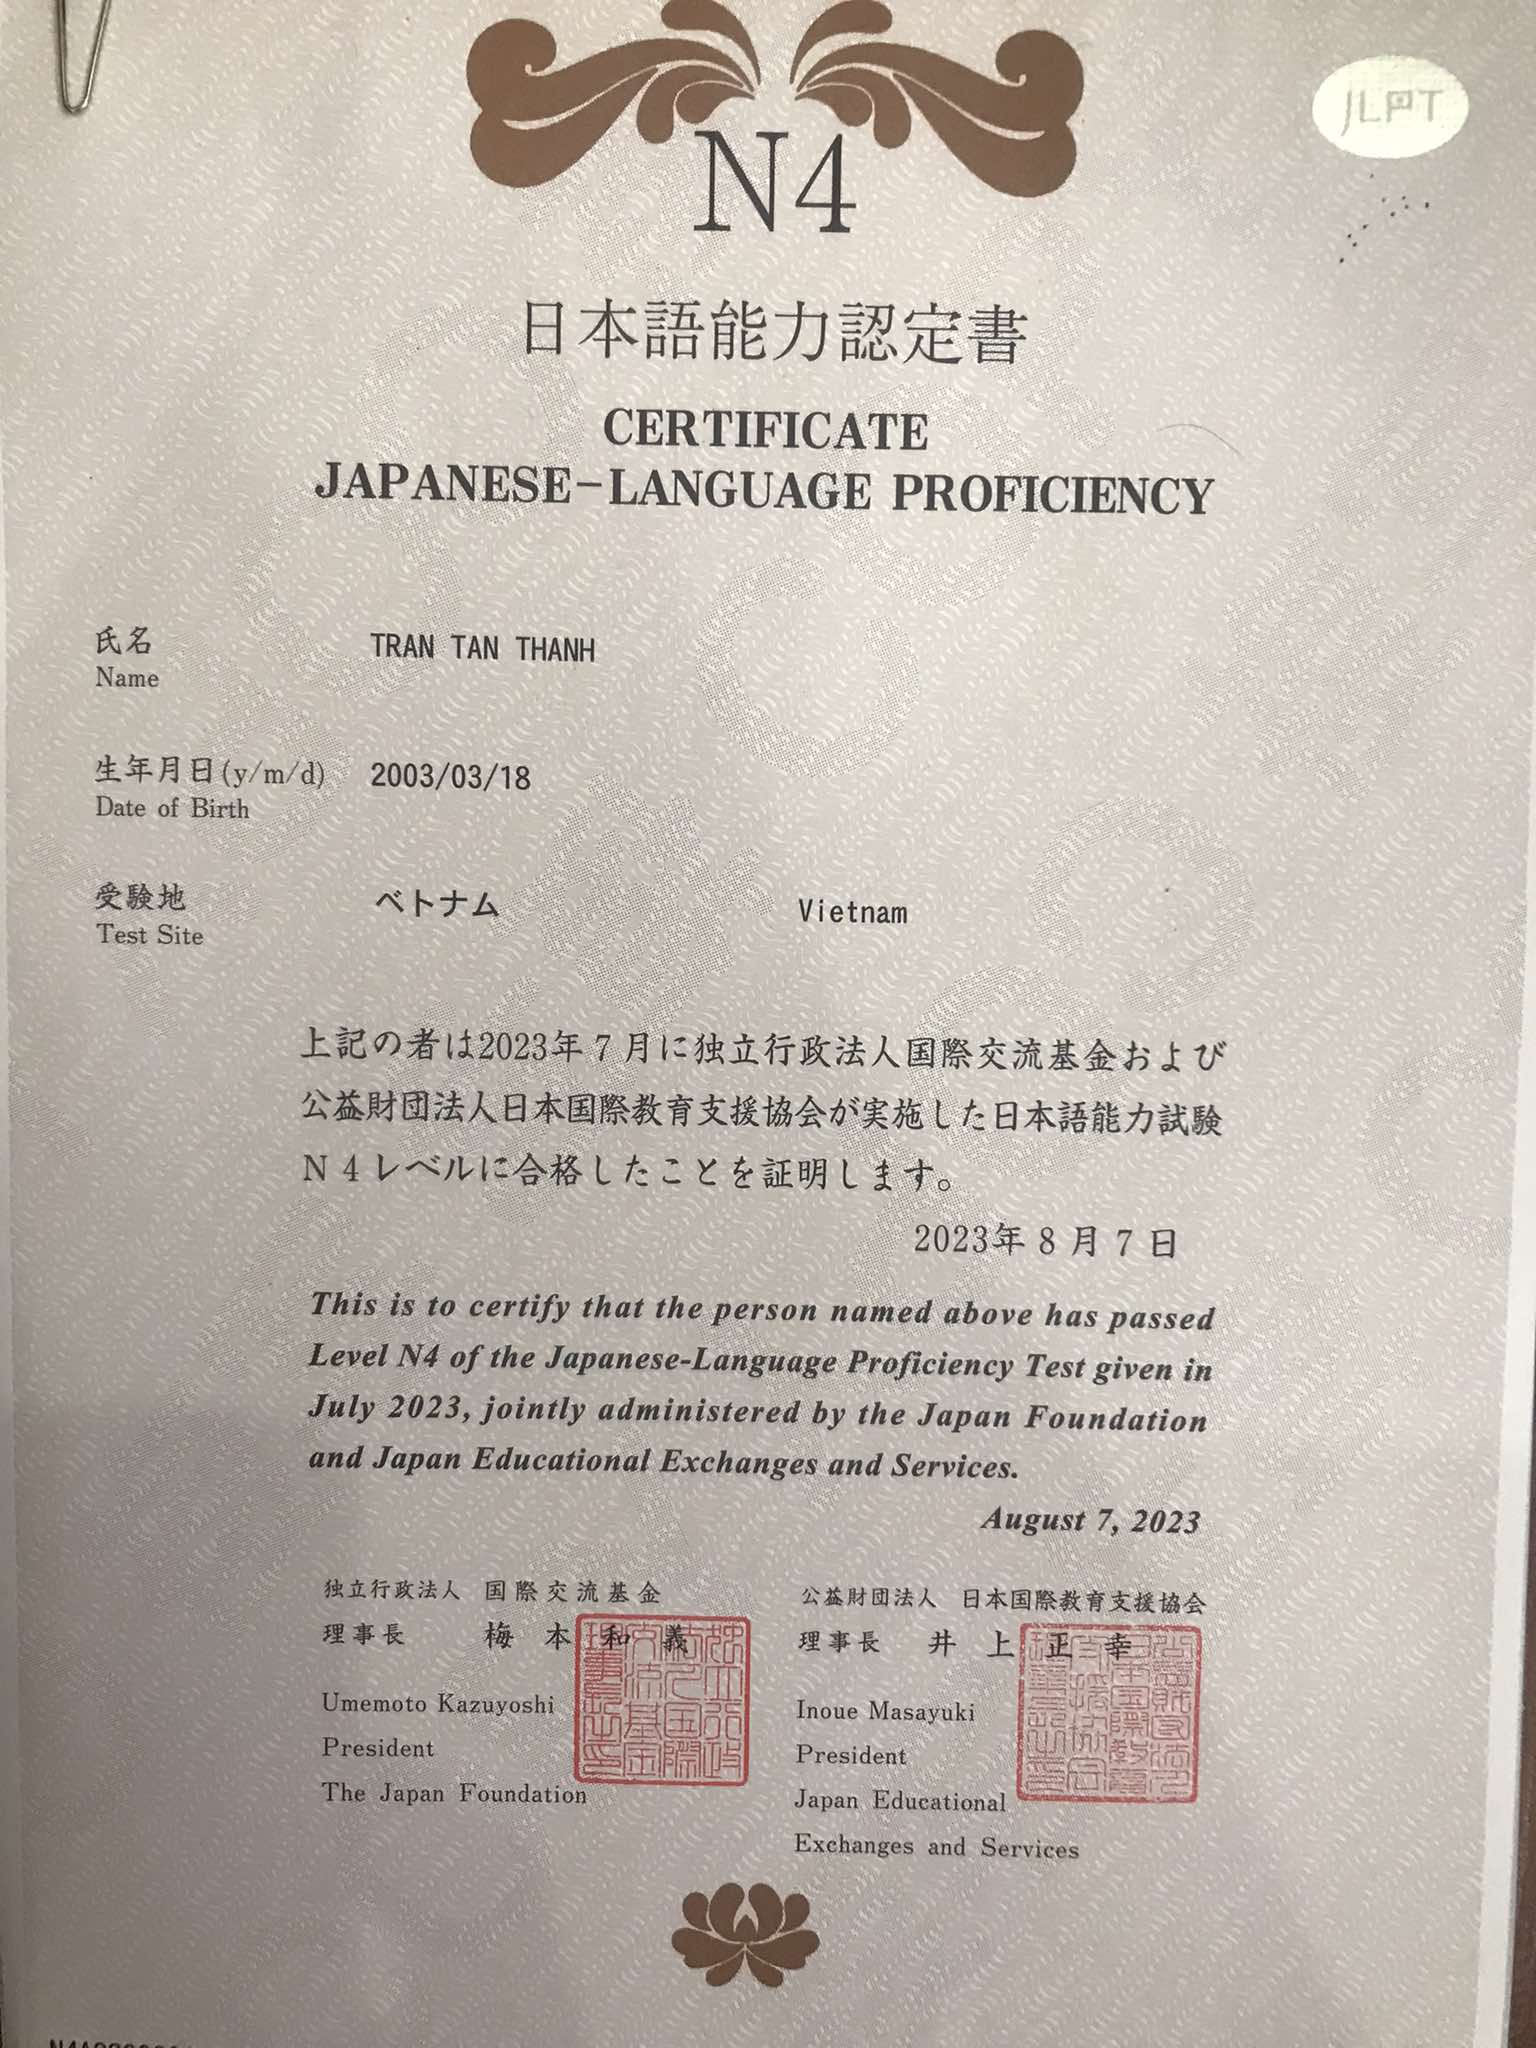 JLPT
N4
日本語能力認定書
CERTIFICATE
JAPANESE-LANGUAGE PROFICIENCY
氏名 TRAN TAN THANH
Name
生年月日(y/m/d) 2003/03/18
Date of Birth
受験地 ベトナム Vietnam
Test Site
上記の者は2023年7月に独立行政法人国際交流基金および
公益財団法人日本国際教育支援協会が実施した日本語能力試験
N4レベルに合格したことを証明します。
2023年8月7日
This is to certify that the person named above has passed
Level N4 of the Japanese-Language Proficiency Test given in
July 2023, jointly administered by the Japan Foundation
and Japan Educational Exchanges and Services.
August 7, 2023
独立行政法人 国際交流基金
理事長 梅本和義
Umemoto Kazuyoshi
President
The Japan Foundation
公益財団法人 日本国際教育支援協会
理事長 井上正幸
Inoue Masayuki
President
Japan Educational
Exchanges and Services